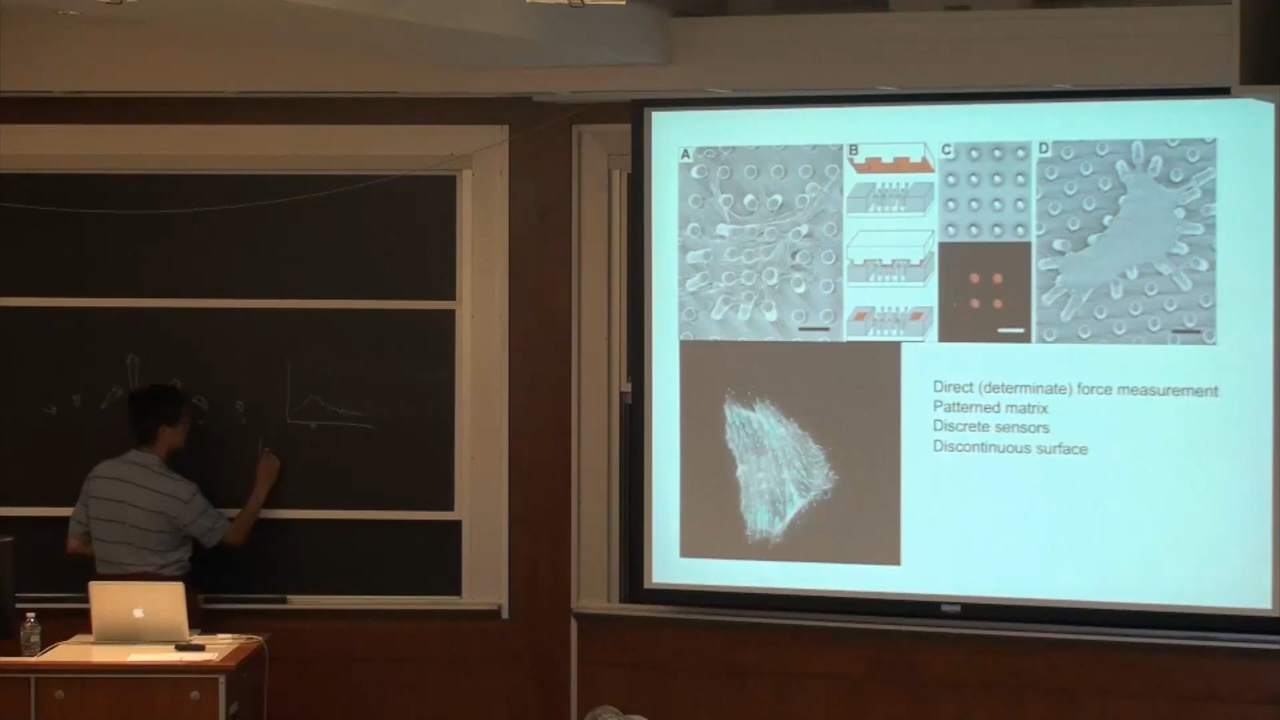 A
B
C
D
Direct (determinate) force measurement
Patterned matrix
Discrete sensors
Discontinuous surface